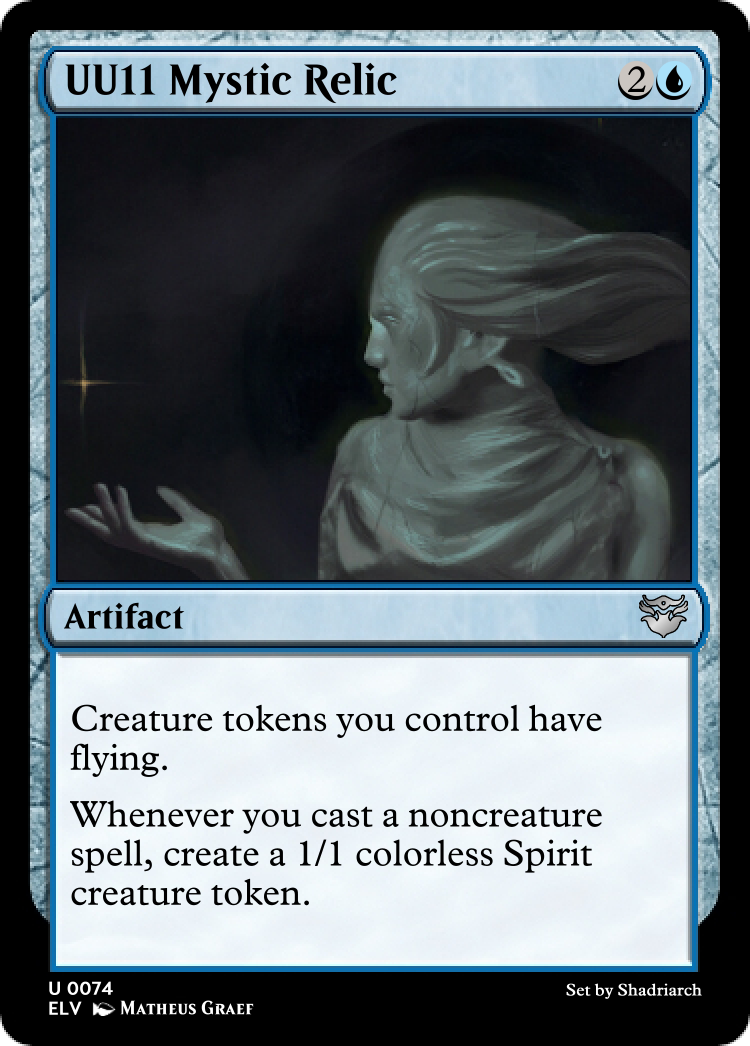 UU11 Mystic Relic 2
Artifact
Creature tokens you control have
flying.
Whenever you cast a noncreature
spell, create a 1/1 colorless Spirit
creature token.
U 0074
ELV Matheus Graef
Set by Shadriarch